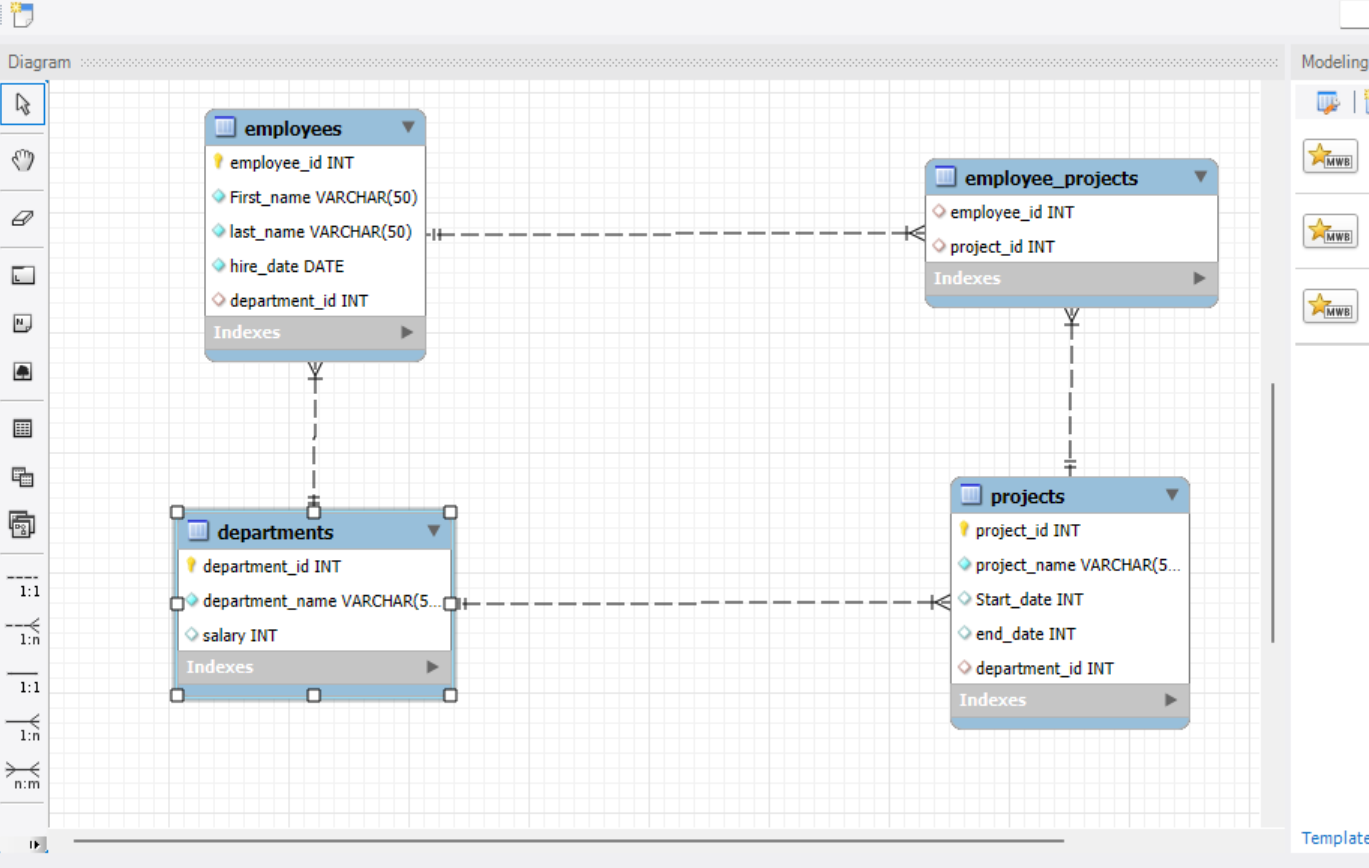 Diagram
Modeling
employees
employee_id INT
First_name VARCHAR(50)
last_name VARCHAR(50)
hire_date DATE
department_id INT
Indexes
employee_projects
employee_id INT
project_id INT
Indexes
departments
department_id INT
department_name VARCHAR(5...
salary INT
Indexes
projects
project_id INT
project_name VARCHAR(5...
Start_date INT
end_date INT
department_id INT
Indexes
1:1
1:n
1:1
1:n
n:m
MWB
MWB
MWB
Template